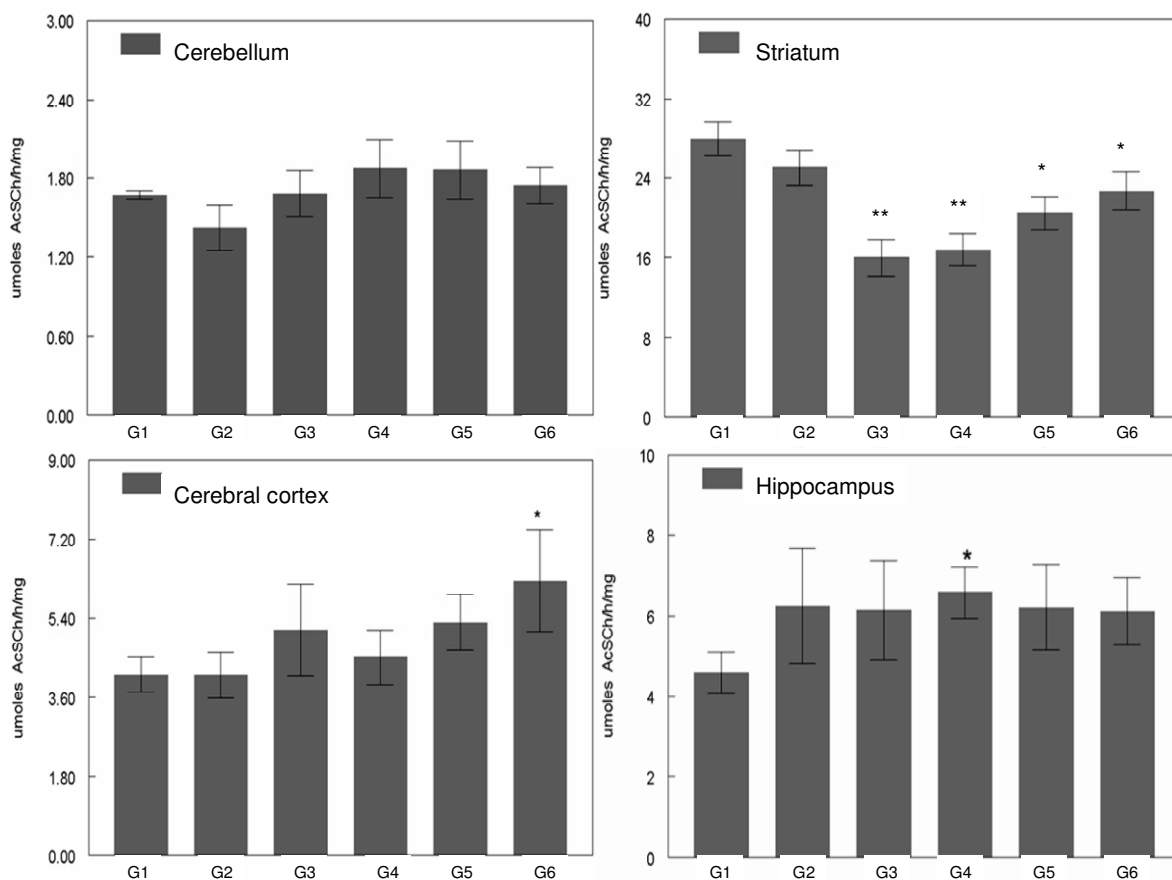 Cerebellum
3.00
2.40
1.80
1.20
0.60
0.00
umoles AcSCh/h/mg
G1 G2 G3 G4 G5 G6
Striatum
40
32
24
16
8
0
umoles AcSCh/h/mg
** ** * *
G1 G2 G3 G4 G5 G6
Cerebral cortex
9.00
7.20
5.40
3.60
1.80
0.00
umoles AcSCh/h/mg
*
G1 G2 G3 G4 G5 G6
Hippocampus
10
8
6
4
2
0
umoles AcSCh/h/mg
*
G1 G2 G3 G4 G5 G6